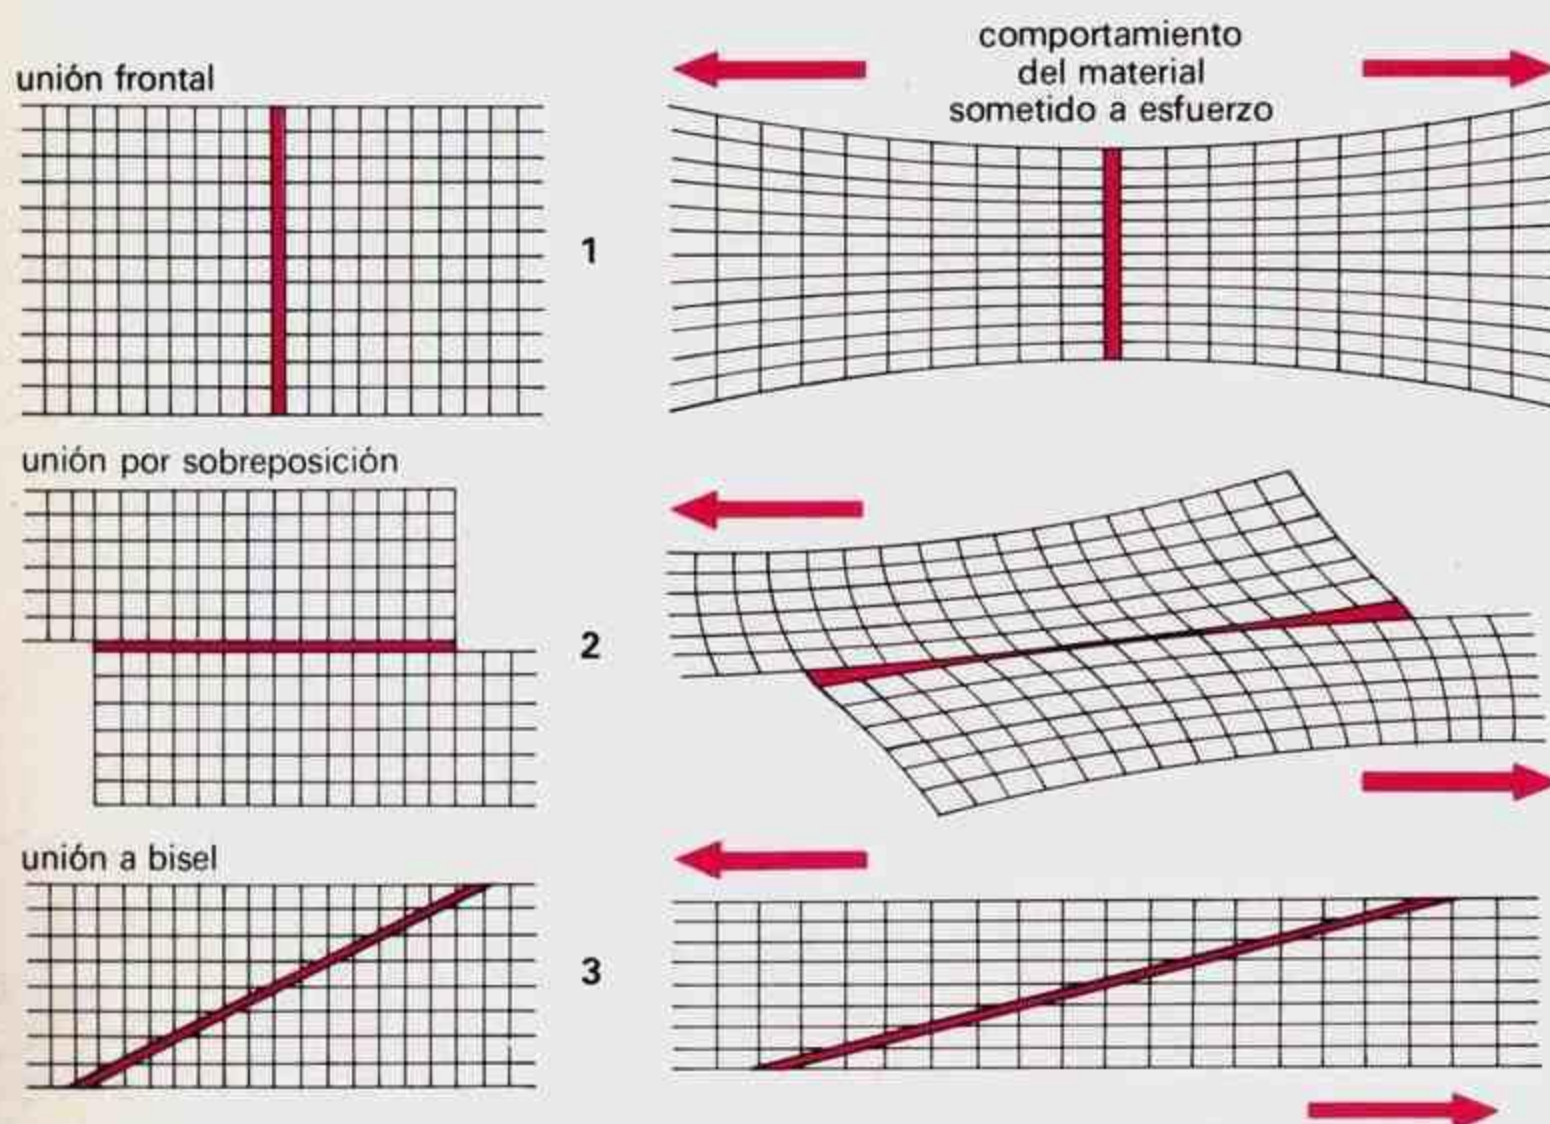 unión frontal
comportamiento
del material
sometido a esfuerzo
1
unión por sobreposición
2
unión a bisel
3